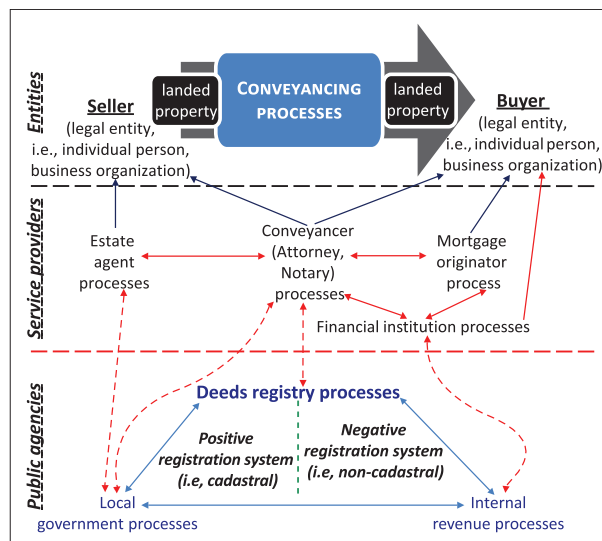 Entities
Seller
(legal entity,
i.e., individual person,
business organization)
landed
property
CONVEYANCING
PROCESSES
landed
property
Buyer
(legal entity,
i.e., individual person,
business organization)
Service providers
Estate
agent
processes
Conveyancer
(Attorney,
Notary)
processes
Mortgage
originator
process
Financial institution processes
Public agencies
Deeds registry processes
Positive
registration system
(i.e, cadastral)
Negative
registration system
(i.e, non-cadastral)
Local
government processes
Internal
revenue processes